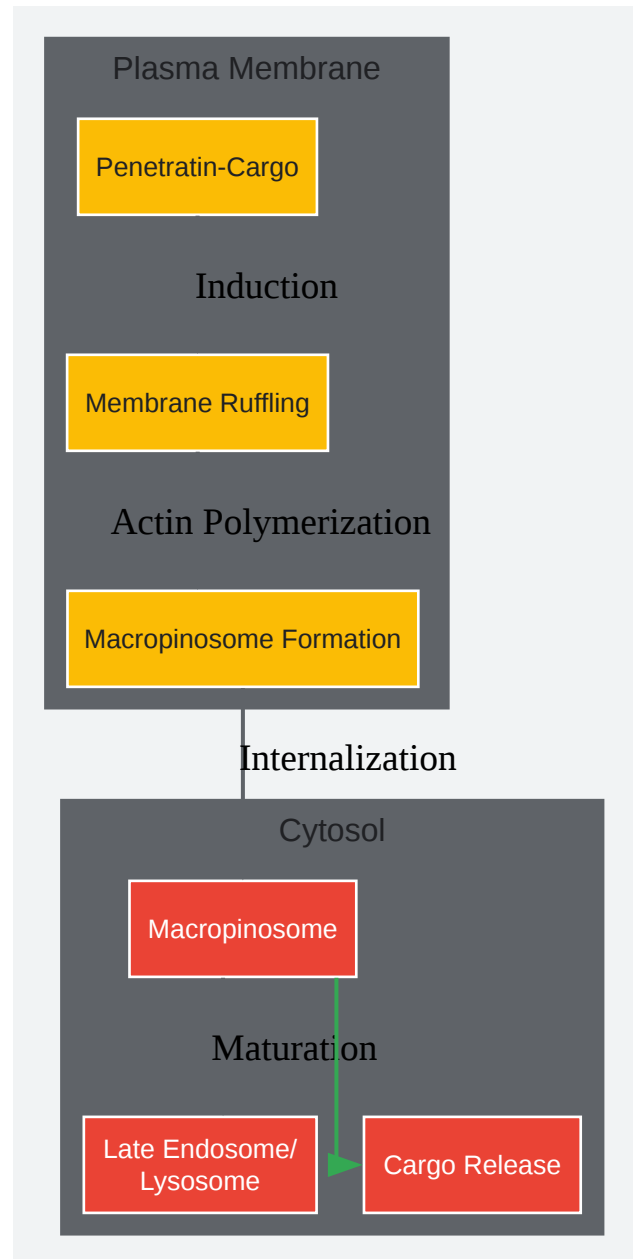 Plasma Membrane
Penetratin-Cargo
Induction
Membrane Ruffling
Actin Polymerization
Macropinosome Formation
Internalization
Cytosol
Macropinosome
Maturation
Late Endosome/
Lysosome
Cargo Release